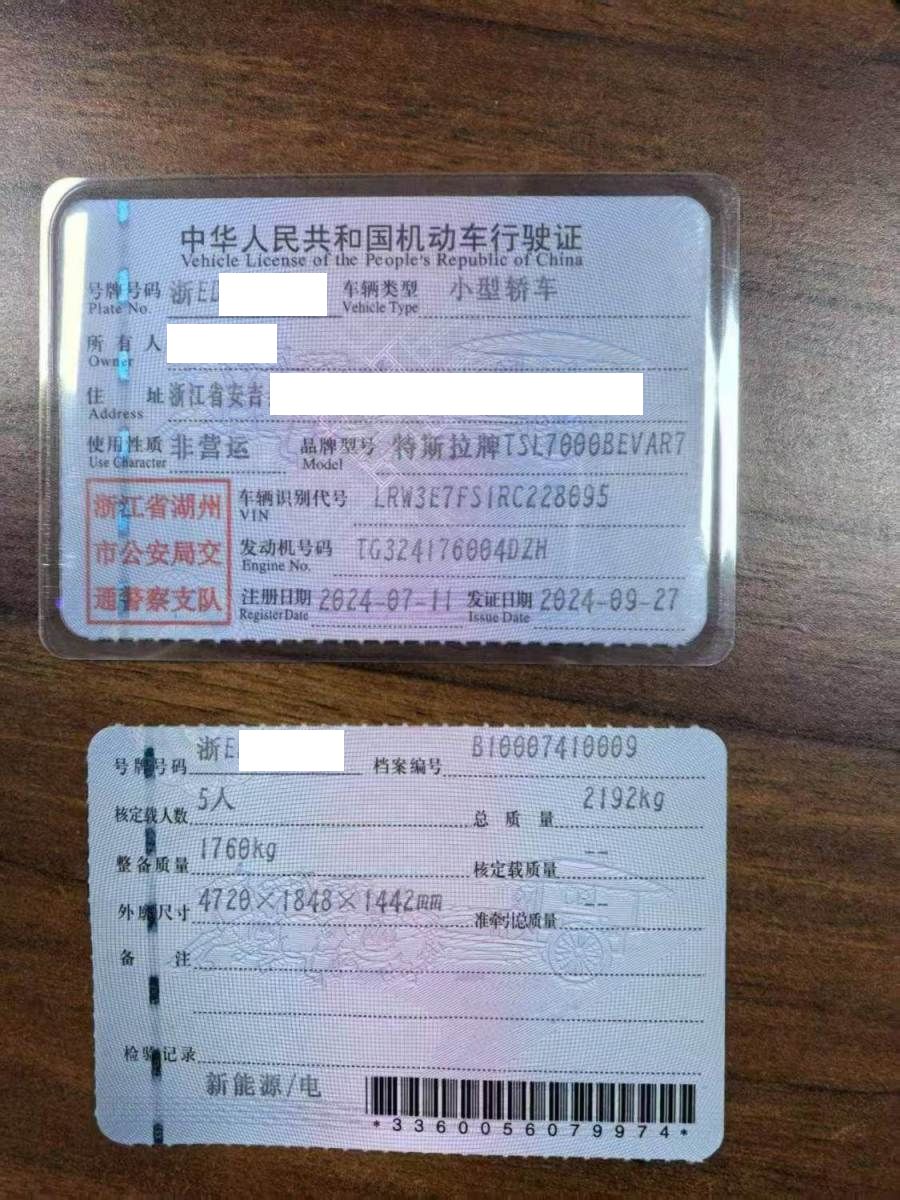 中华人民共和国机动车行驶证
Vehicle License of the People's Republic of China
号牌号码 浙E 车辆类型 小型轿车
Plate No. Vehicle Type
所有人
Owner
住址 浙江省安吉
Address
使用性质 非营运 品牌型号 特斯拉牌TSL7000BEVAR7
Use Character Model
浙江省湖州
市公安局交
通警察支队
车辆识别代号 LRW3E7FS1RC228095
VIN
发动机号码 TG324176004DZH
Engine No.
注册日期 2024-07-11 发证日期 2024-09-27
Register Date Issue Date
号牌号码 浙E 档案编号 B10007410009
核定载人数 5人 总质量 2192kg
整备质量 1760kg 核定载质量 --
外廓尺寸 4720×1848×1442mm 准牵引总质量 --
备注
检验记录
新能源/电
*3360056079974*